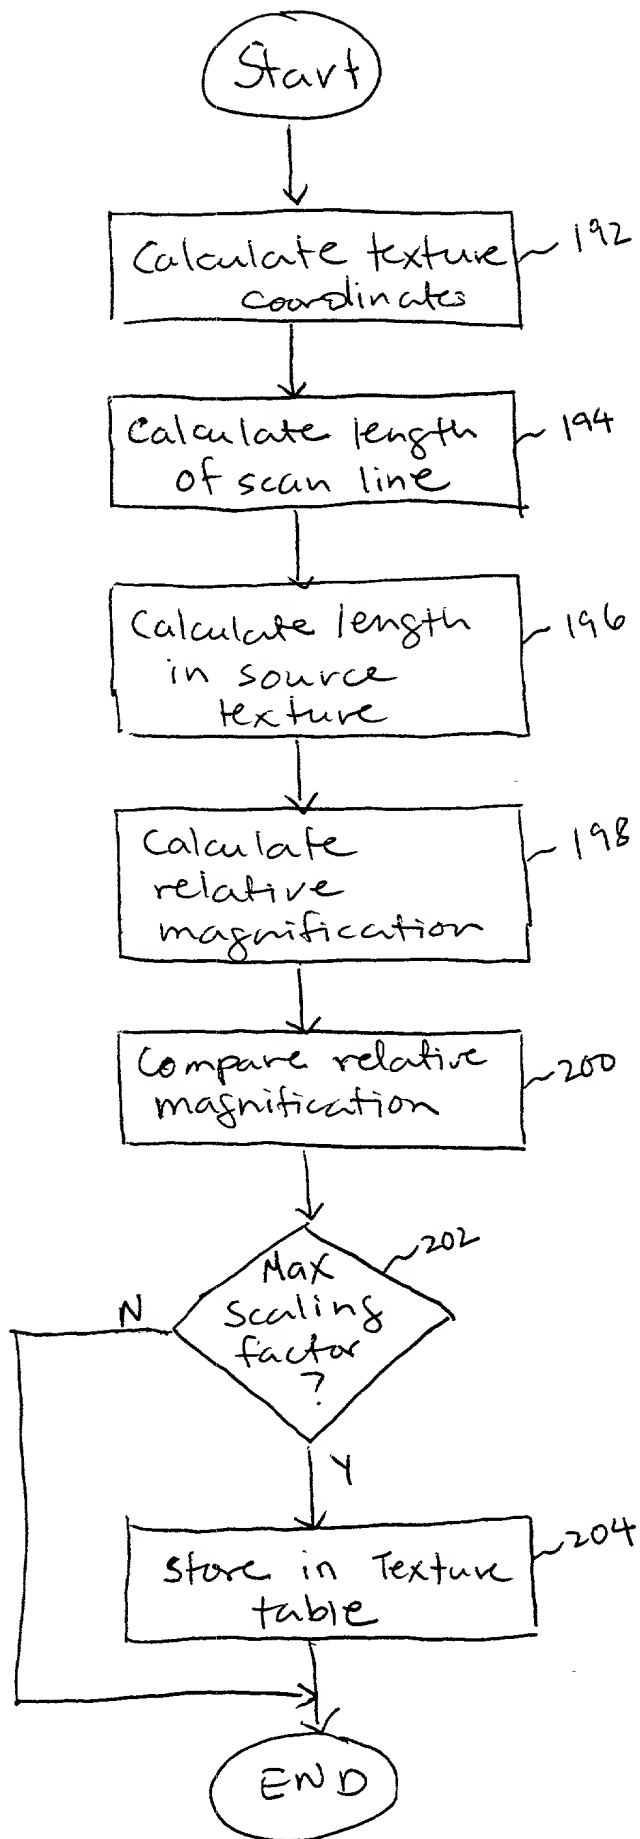 Start
Calculate texture
coordinates
192
Calculate length
of scan line
194
Calculate length
in source
texture
196
Calculate
relative
magnification
198
Compare relative
magnification
200
Max
scaling
factor
?
202
N
Y
Store in Texture
table
204
END